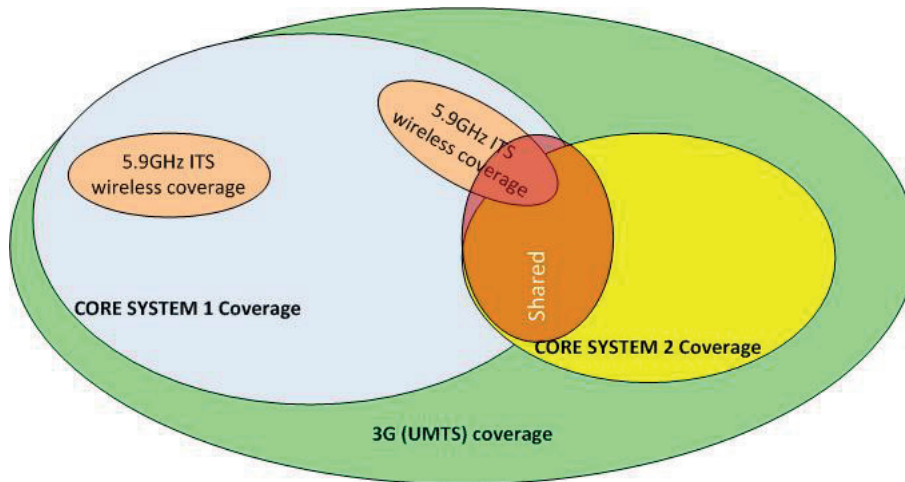 5.9GHz ITS
wireless coverage
5.9GHz ITS
wireless coverage
Shared
CORE SYSTEM 1 Coverage
CORE SYSTEM 2 Coverage
3G (UMTS) coverage